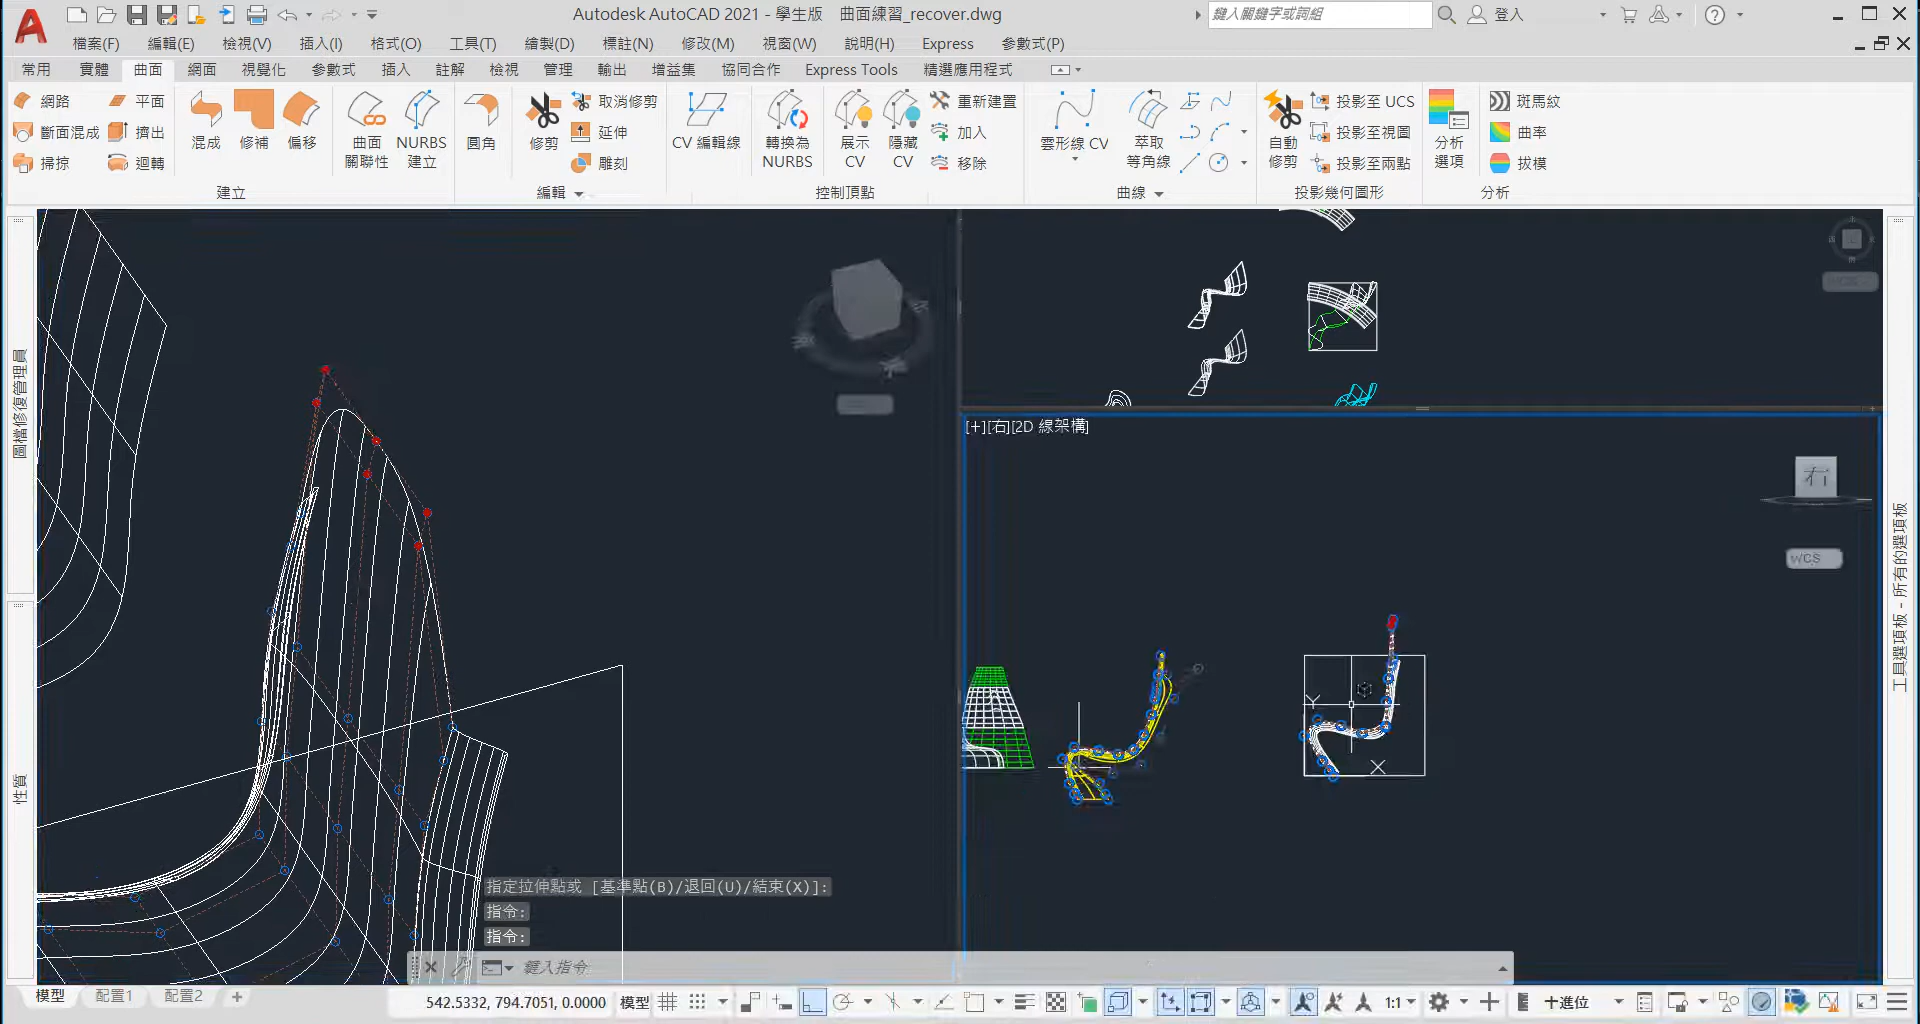 Autodesk AutoCAD 2021 - 學生版 曲面練習_recover.dwg
鍵入關鍵字或詞組
登入
檔案(F) 編輯(E) 檢視(V) 插入(I) 格式(O) 工具(T) 繪製(D) 標註(N) 修改(M) 視窗(W) 說明(H) Express 參數式(P)
常用 實體 曲面 網面 視覺化 參數式 插入 註解 檢視 管理 輸出 增益集 協同合作 Express Tools 精選應用程式
網路 平面
斷面混成 擠出
掃掠 迴轉
混成 修補 偏移
曲面
關聯性
NURBS
建立
建立
圓角
修剪
取消修剪
延伸
雕刻
編輯
CV 編輯線
轉換為
NURBS
展示
CV
隱藏
CV
重新建置
加入
移除
控制頂點
雲形線 CV
萃取
等角線
曲線
自動
修剪
投影至 UCS
投影至視圖
投影至兩點
投影幾何圖形
分析
選項
斑馬紋
曲率
拔模
分析
圖檔修復管理員
性質
工具選項板 - 所有的選項板
[+][右][2D 線架構]
右
WCS
Y
X
指定拉伸點或 [基準點(B)/退回(U)/結束(X)]:
指令:
指令:
鍵入指令
模型 配置1 配置2 +
542.5332, 794.7051, 0.0000 模型
1:1
十進位